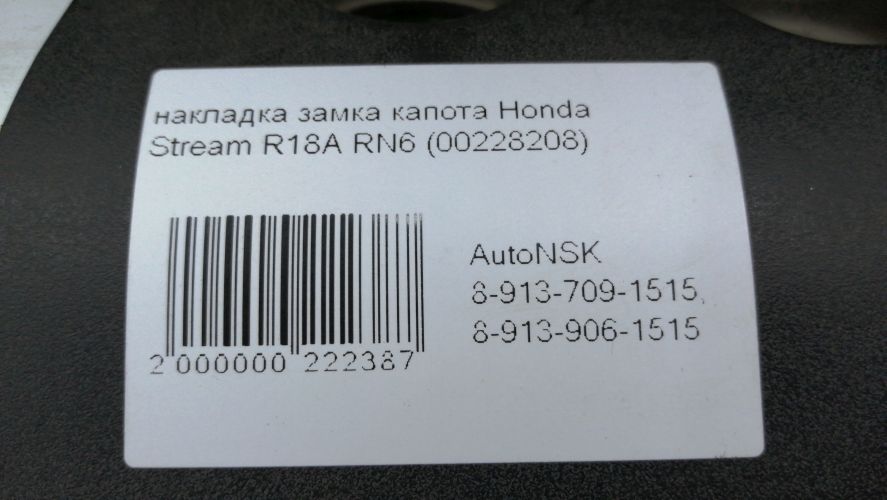 накладка замка капота Honda
Stream R18A RN6 (00228208)
AutoNSK
8-913-709-1515,
8-913-906-1515
2 000000 222387